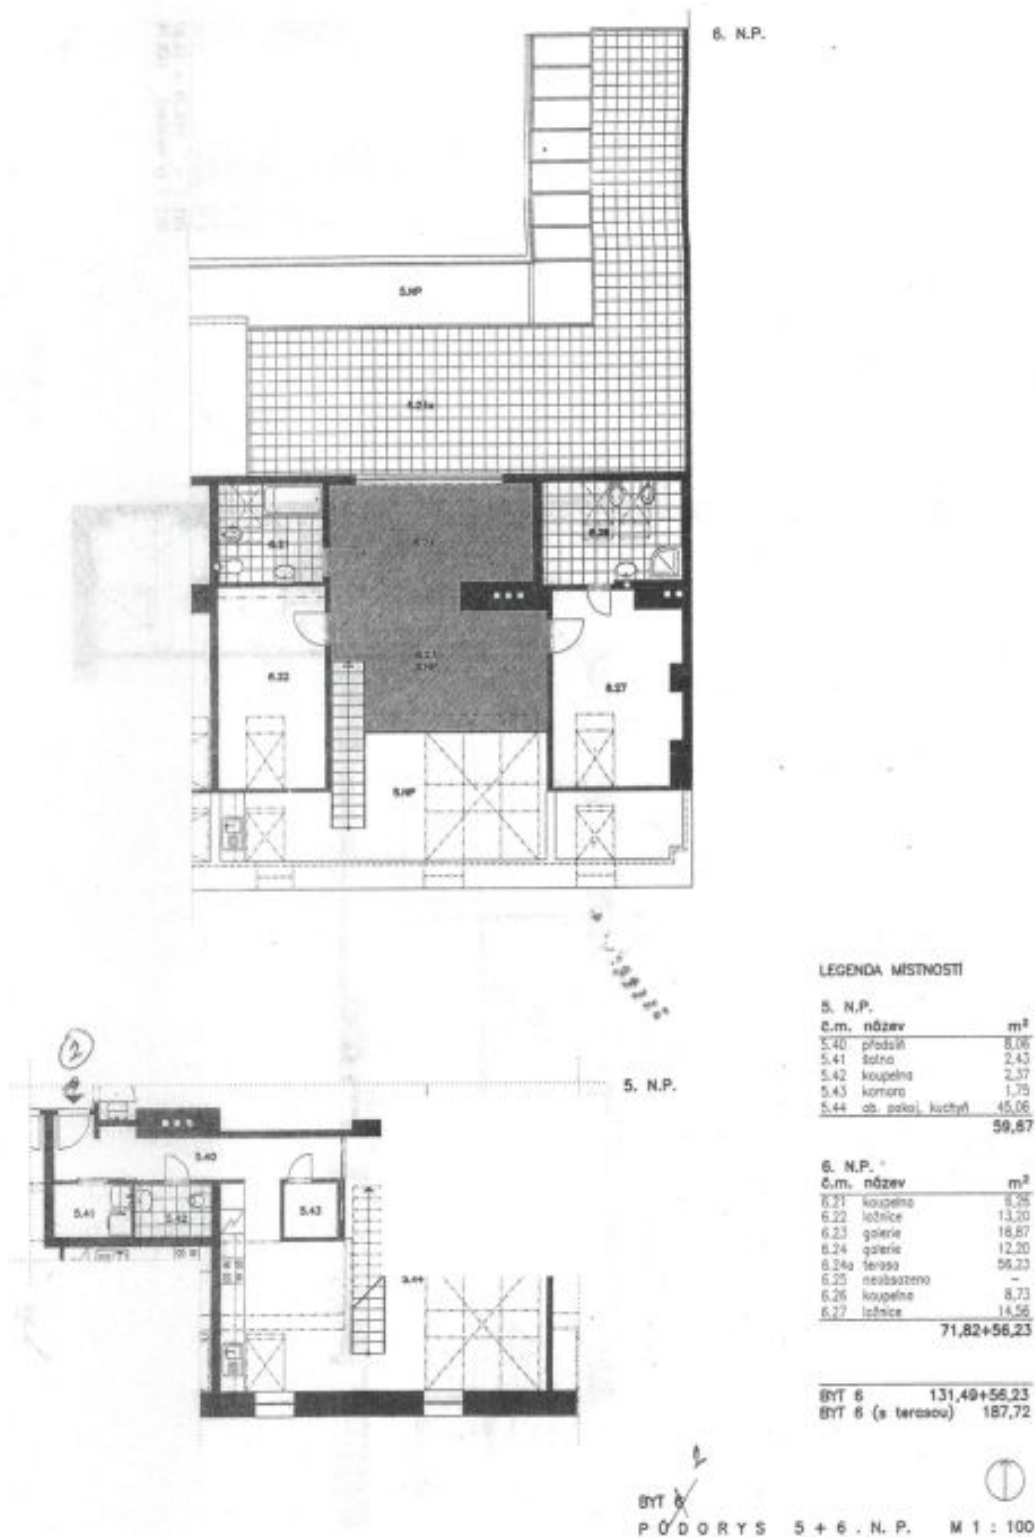 6. N.P.
5.NP
6.24a
6.21
6.26
6.22
6.27
5.NP
LEGENDA MÍSTNOSTÍ
5. N.P.
č.m. název m²
5.40 předsíň 8,06
5.41 šatna 2,43
5.42 koupelna 2,37
5.43 komora 1,75
5.44 ob. pokoj, kuchyň 45,06
59,67
6. N.P.
č.m. název m²
6.21 koupelna 6,26
6.22 ložnice 13,20
6.23 galerie 16,87
6.24 galerie 12,20
6.24a terasa 56,23
6.25 neobsazeno –
6.26 koupelna 8,73
6.27 ložnice 14,56
71,82+56,23
BYT 6 131,49+56,23
BYT 6 (s terasou) 187,72
2
5. N.P.
5.40
5.41
5.42
5.43
5.44
2
BYT 6
PŮDORYS 5+6.N.P. M 1:100